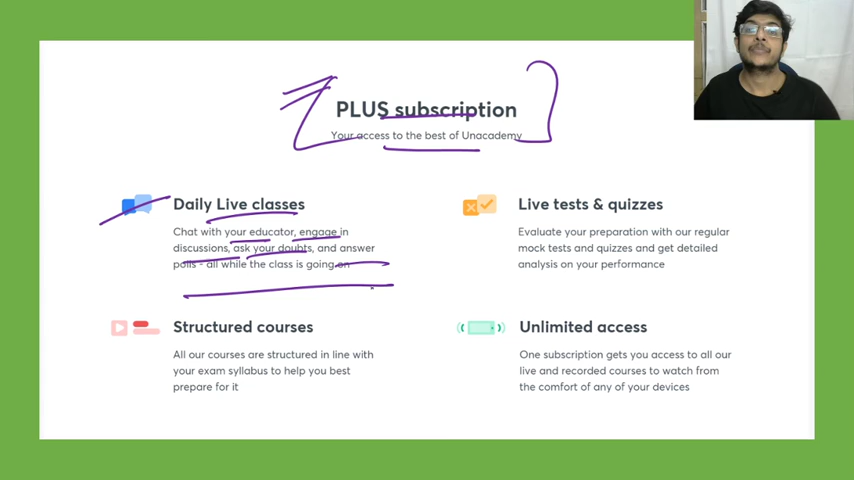 PLUS subscription
Your access to the best of Unacademy
Daily Live classes
Chat with your educator, engage in
discussions, ask your doubts, and answer
polls - all while the class is going on
Live tests & quizzes
Evaluate your preparation with our regular
mock tests and quizzes and get detailed
analysis on your performance
Structured courses
All our courses are structured in line with
your exam syllabus to help you best
prepare for it
Unlimited access
One subscription gets you access to all our
live and recorded courses to watch from
the comfort of any of your devices